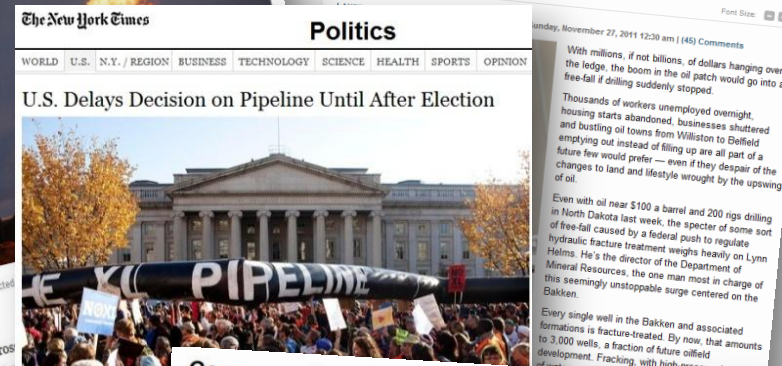 The New York Times
Politics
WORLD U.S. N.Y. / REGION BUSINESS TECHNOLOGY SCIENCE HEALTH SPORTS OPINION
U.S. Delays Decision on Pipeline Until After Election
XL PIPELINE
NOXL
Font Size:
Sunday, November 27, 2011 12:30 am | (45) Comments
With millions, if not billions, of dollars hanging over
the ledge, the boom in the oil patch would go into a
free-fall if drilling suddenly stopped.
Thousands of workers unemployed overnight,
housing starts abandoned, businesses shuttered
and bustling oil towns from Williston to Belfield
emptying out instead of filling up are all part of a
future few would prefer — even if they despair of the
changes to land and lifestyle wrought by the upswing
of oil.
Even with oil near $100 a barrel and 200 rigs drilling
in North Dakota last week, the specter of some sort
of free-fall caused by a federal push to regulate
hydraulic fracture treatment weighs heavily on Lynn
Helms. He's the director of the Department of
Mineral Resources, the one man most in charge of
this seemingly unstoppable surge centered on the
Bakken.
Every single well in the Bakken and associated
formations is fracture-treated. By now, that amounts
to 3,000 wells, a fraction of future oilfield
development. Fracking, with